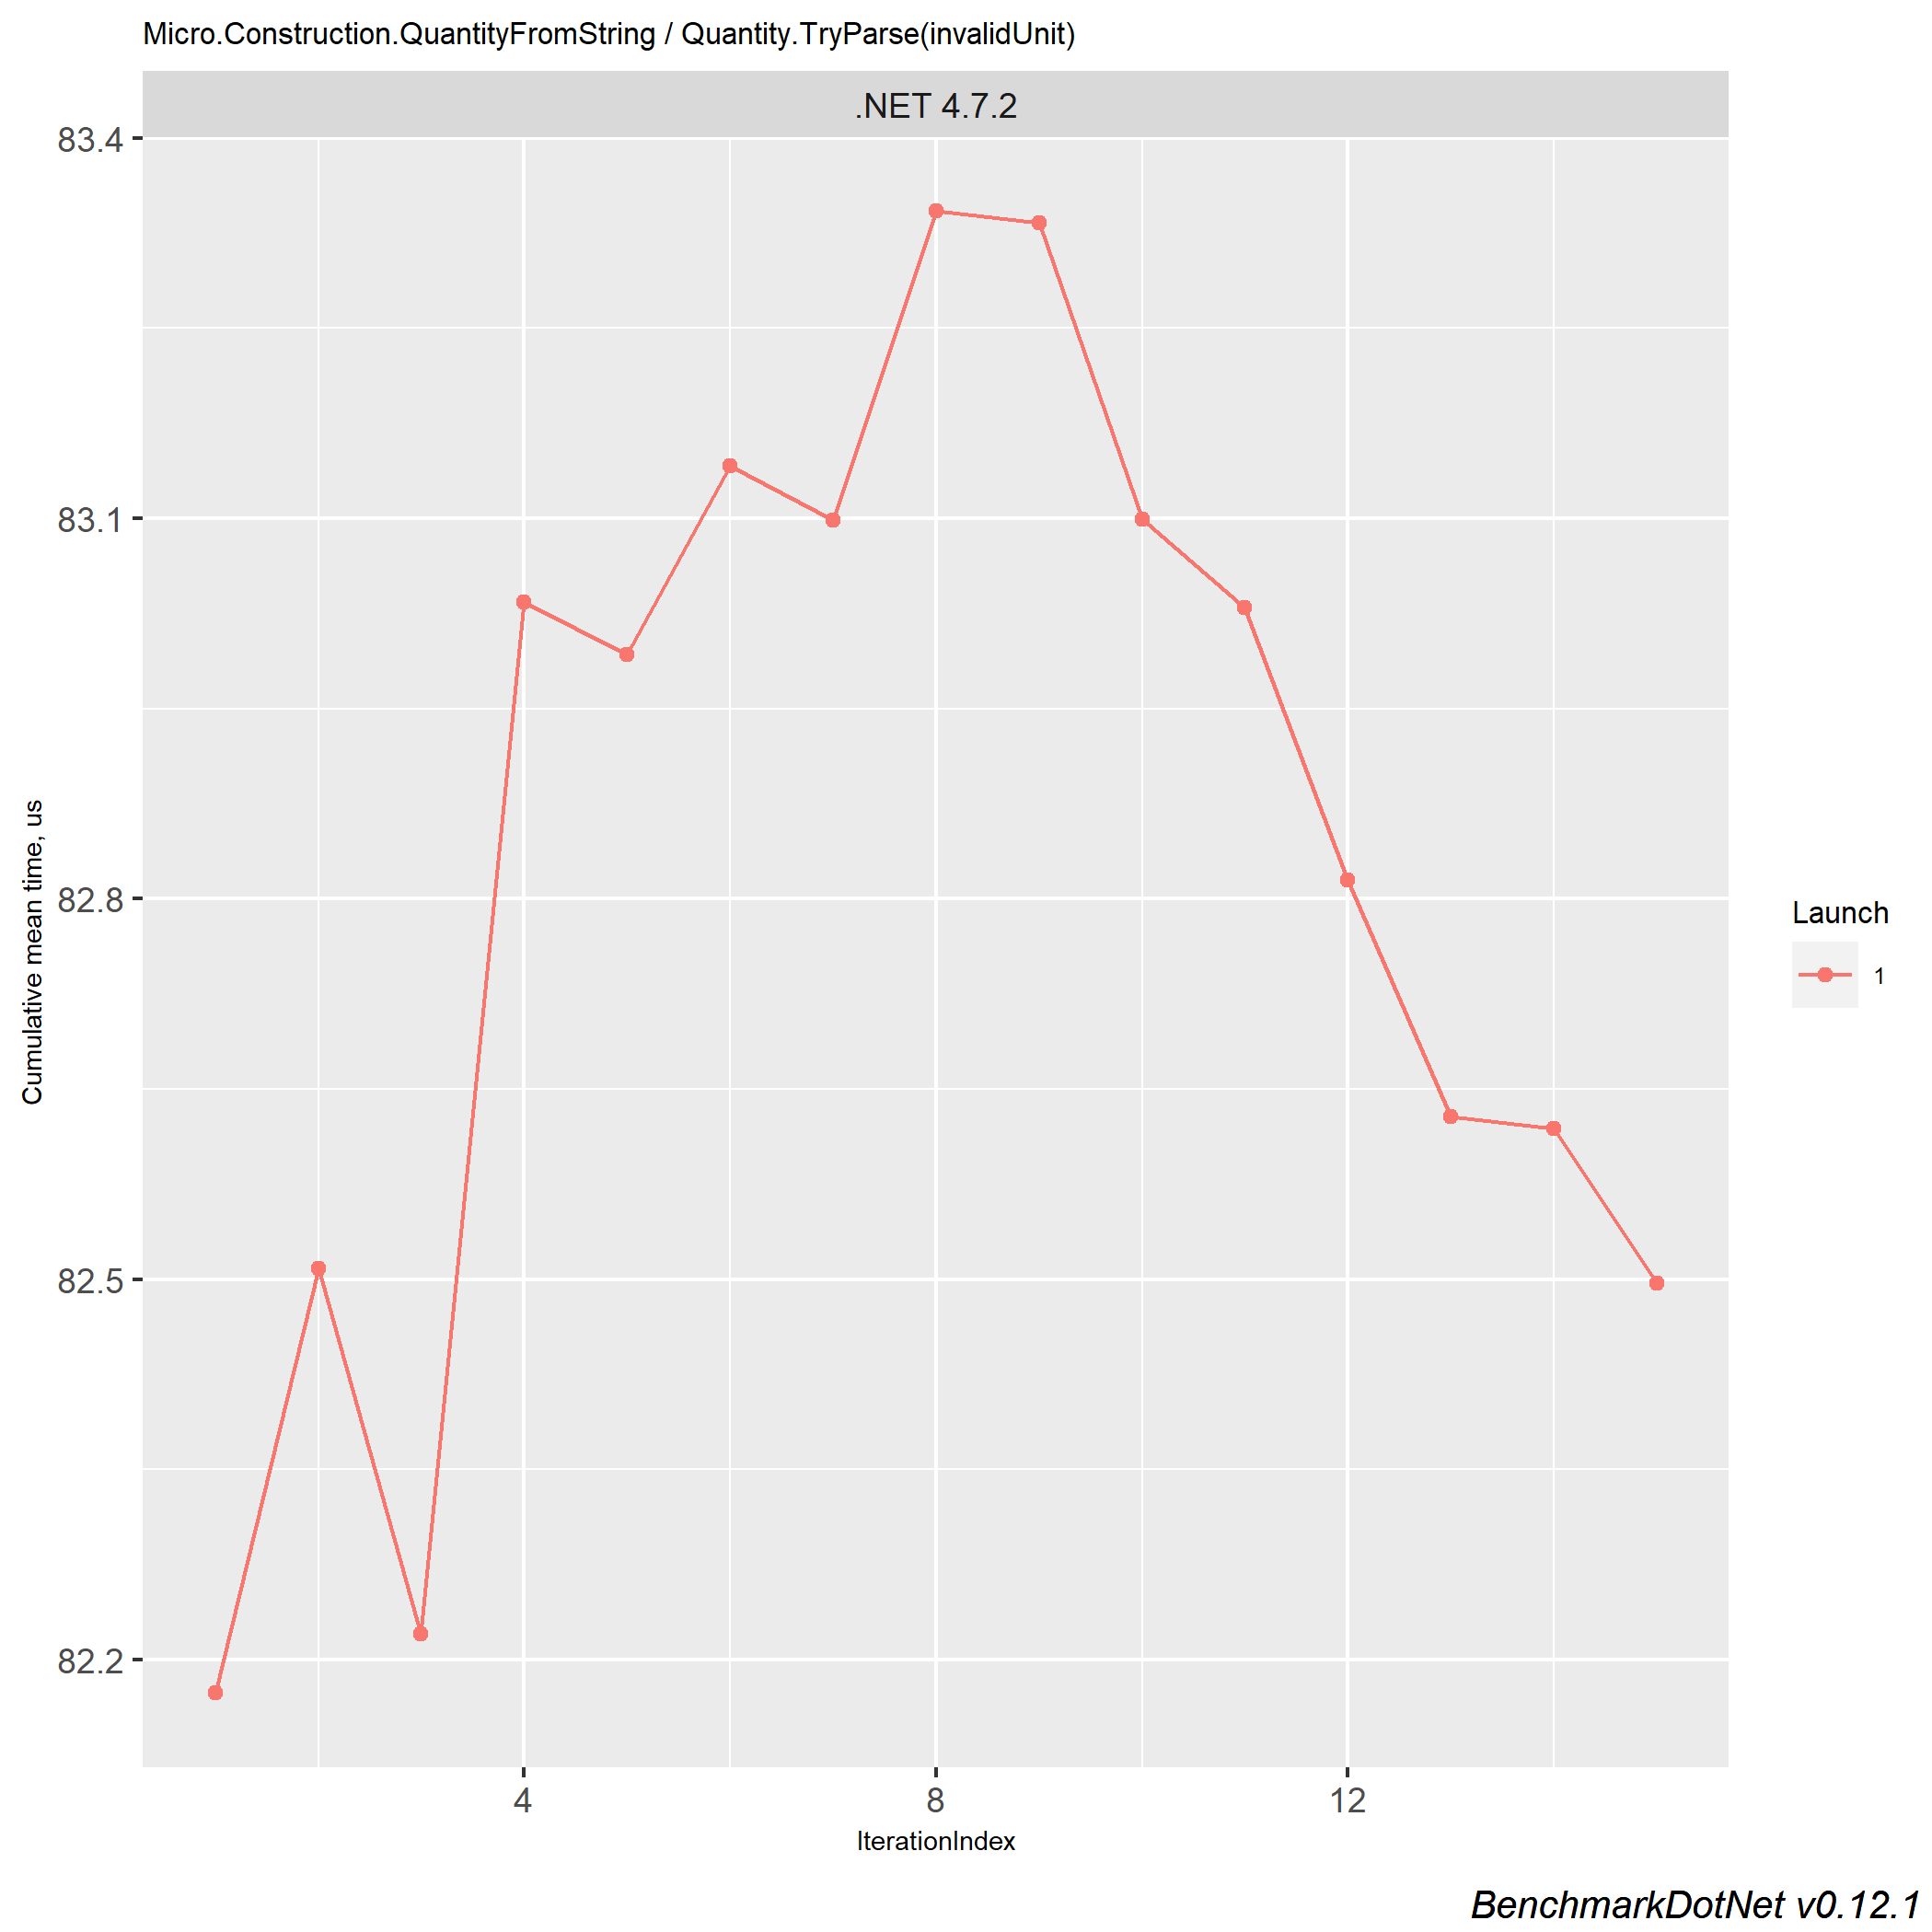 Micro.Construction.QuantityFromString / Quantity.TryParse(invalidUnit)
.NET 4.7.2
83.4
83.1
82.8
82.5
82.2
Cumulative mean time, us
4
8
12
IterationIndex
Launch
1
BenchmarkDotNet v0.12.1